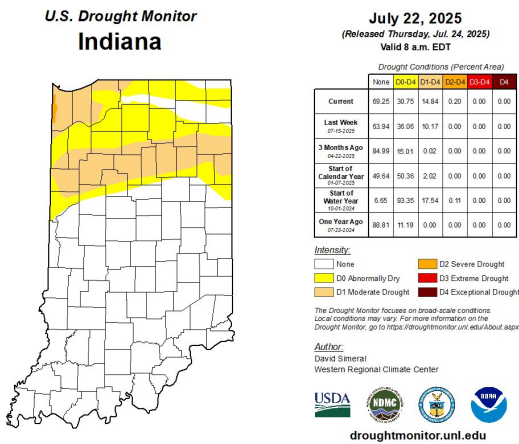 U.S. Drought Monitor
Indiana
July 22, 2025
(Released Thursday, Jul. 24, 2025)
Valid 8 a.m. EDT
Drought Conditions (Percent Area)
None D0-D4 D1-D4 D2-D4 D3-D4 D4
Current 69.25 30.75 14.84 0.20 0.00 0.00
Last Week 63.94 36.06 10.17 0.00 0.00 0.00
07-15-2025
3 Months Ago 84.99 15.01 0.02 0.00 0.00 0.00
04-22-2025
Start of
Calendar Year 49.64 50.36 2.02 0.00 0.00 0.00
01-07-2025
Start of
Water Year 6.65 93.35 17.54 0.11 0.00 0.00
10-01-2024
One Year Ago 88.81 11.19 0.00 0.00 0.00 0.00
07-23-2024
Intensity:
None
D0 Abnormally Dry
D1 Moderate Drought
D2 Severe Drought
D3 Extreme Drought
D4 Exceptional Drought
The Drought Monitor focuses on broad-scale conditions.
Local conditions may vary. For more information on the
Drought Monitor, go to https://droughtmonitor.unl.edu/About.aspx
Author:
David Simeral
Western Regional Climate Center
USDA
NDMC
NOAA
droughtmonitor.unl.edu